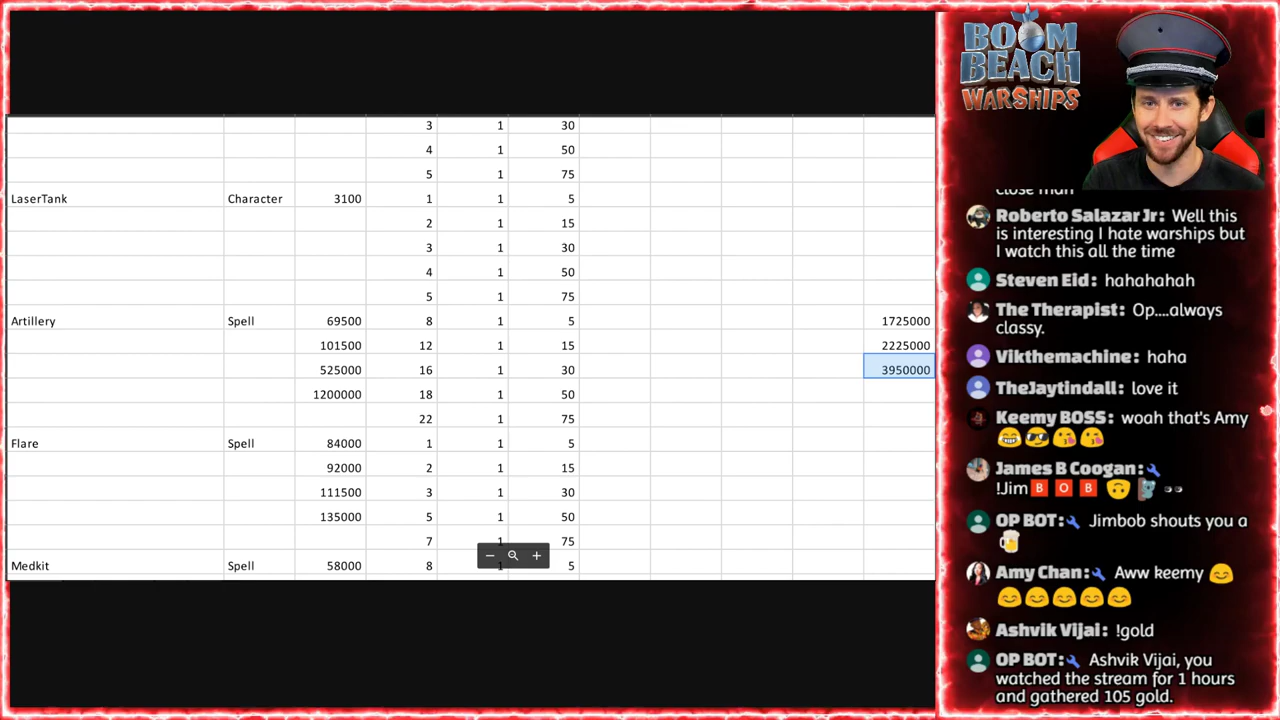 3 1 30
4 1 50
5 1 75
LaserTank Character 3100 1 1 5
2 1 15
3 1 30
4 1 50
5 1 75
Artillery Spell 69500 8 1 5 1725000
101500 12 1 15 2225000
525000 16 1 30 3950000
1200000 18 1 50
22 1 75
Flare Spell 84000 1 1 5
92000 2 1 15
111500 3 1 30
135000 5 1 50
7 1 75
Medkit Spell 58000 8 1 5
BOOM
BEACH
WARSHIPS
close man
Roberto Salazar Jr: Well this
is interesting I hate warships but
I watch this all the time
Steven Eid: hahahahah
The Therapist: Op....always
classy.
Vikthemachine: haha
TheJaytindall: love it
Keemy BOSS: woah that's Amy
😂😎😘😘
James B Coogan:
!Jim🅱🅾🅱 🙃 🐨 👀
OP BOT: Jimbob shouts you a
🍺
Amy Chan: Aww keemy 😊
😊😊😊😊😊
Ashvik Vijai: !gold
OP BOT: Ashvik Vijai, you
watched the stream for 1 hours
and gathered 105 gold.